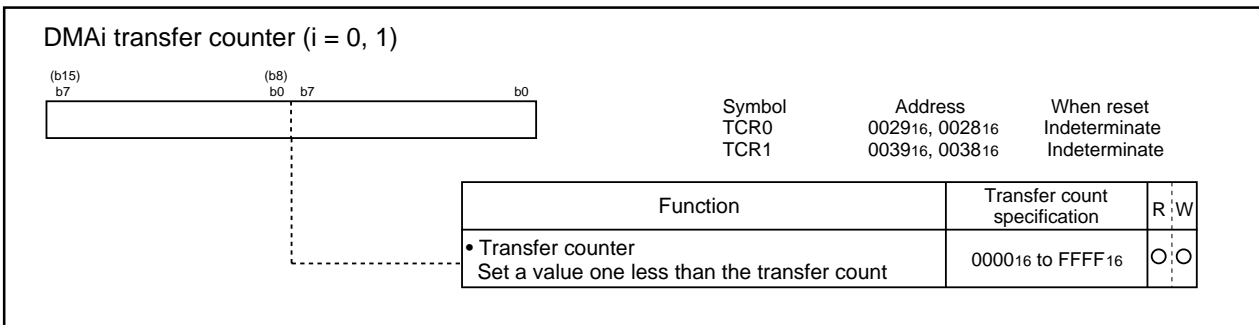 DMAi transfer counter (i = 0, 1)
(b15) (b8)
b7 b0 b7 b0
Symbol Address When reset
TCR0 002916, 002816 Indeterminate
TCR1 003916, 003816 Indeterminate
Function Transfer count specification R W
• Transfer counter
Set a value one less than the transfer count 000016 to FFFF16 O O